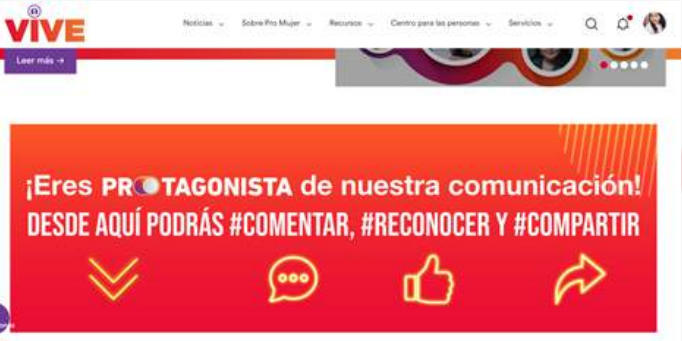 VIVE
Noticias
Sobre Pro Mujer
Recursos
Centro para las personas
Servicios
Leer más →
¡Eres PROTAGONISTA de nuestra comunicación!
DESDE AQUÍ PODRÁS #COMENTAR, #RECONOCER Y #COMPARTIR